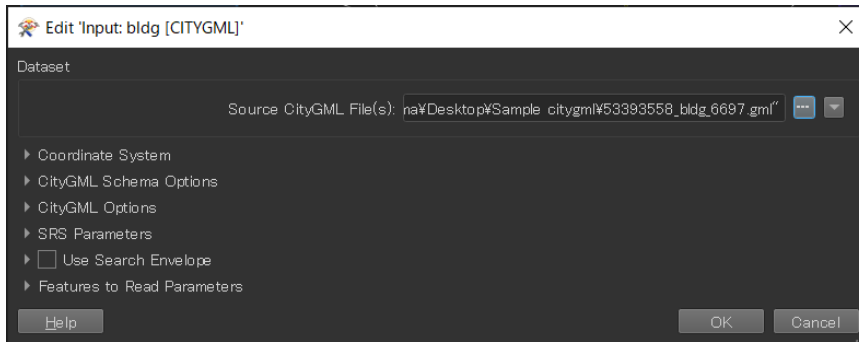 Edit 'Input: bldg [CITYGML]'
Dataset
Source CityGML File(s): na¥Desktop¥Sample citygml¥53393558_bldg_6697.gml"
Coordinate System
CityGML Schema Options
CityGML Options
SRS Parameters
Use Search Envelope
Features to Read Parameters
Help OK Cancel